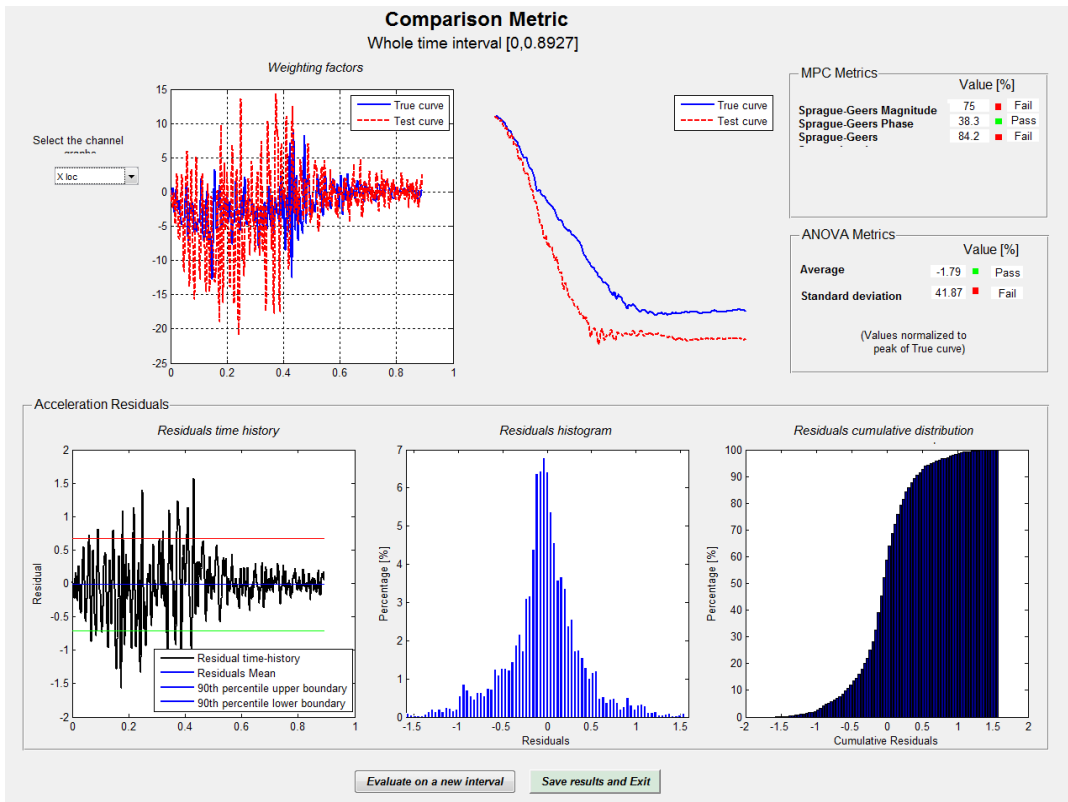 Comparison Metric
Whole time interval [0,0.8927]
Weighting factors
15
10
5
0
-5
-10
-15
-20
-25
0
0.2
0.4
0.6
0.8
1
True curve
Test curve
Select the channel
X loc
True curve
Test curve
MPC Metrics
Value [%]
Sprague-Geers Magnitude 75 Fail
Sprague-Geers Phase 38.3 Pass
Sprague-Geers 84.2 Fail
ANOVA Metrics
Value [%]
Average -1.79 Pass
Standard deviation 41.87 Fail
(Values normalized to
peak of True curve)
Acceleration Residuals
Residuals time history
Residual
2
1.5
1
0.5
0
-0.5
-1
-1.5
-2
0
0.2
0.4
0.6
0.8
1
Residual time-history
Residuals Mean
90th percentile upper boundary
90th percentile lower boundary
Residuals histogram
Percentage [%]
7
6
5
4
3
2
1
0
-1.5
-1
-0.5
0
0.5
1
1.5
Residuals
Residuals cumulative distribution
Percentage [%]
100
90
80
70
60
50
40
30
20
10
0
-2
-1.5
-1
-0.5
0
0.5
1
1.5
2
Cumulative Residuals
Evaluate on a new interval
Save results and Exit